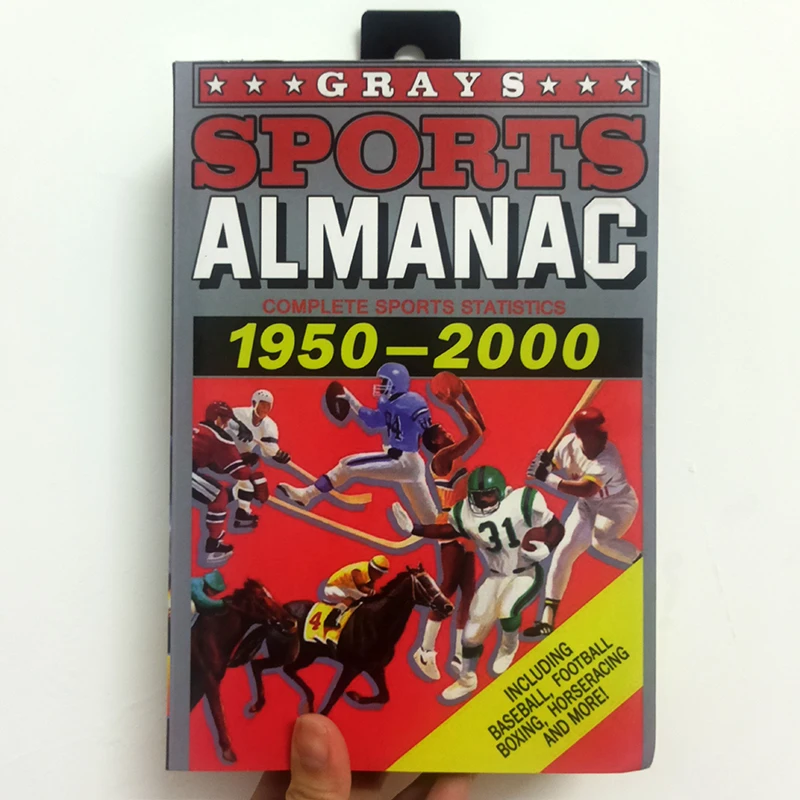 GRAYS
SPORTS
ALMANAC
COMPLETE SPORTS STATISTICS
1950-2000
84
31
4
INCLUDING
BASEBALL, FOOTBALL
BOXING, HORSERACING
AND MORE!